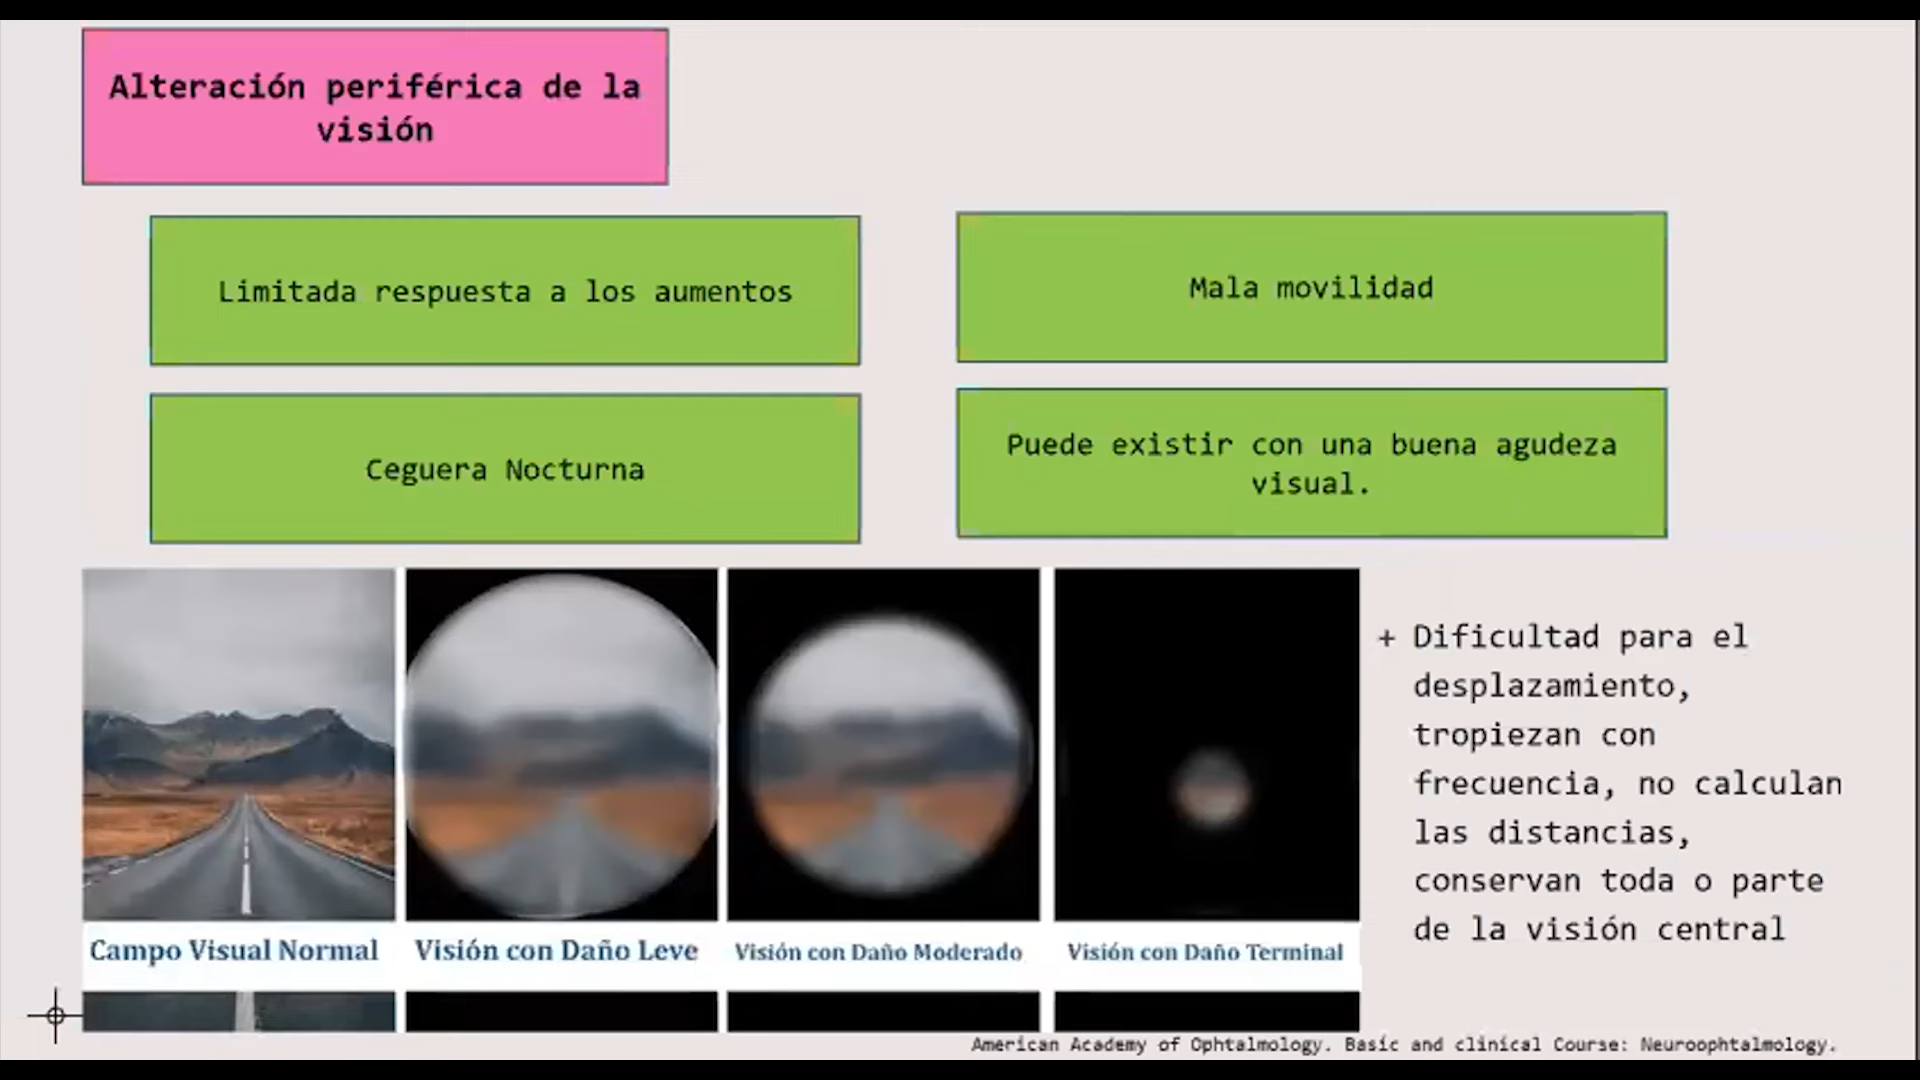 Alteración periférica de la
visión
Limitada respuesta a los aumentos
Mala movilidad
Ceguera Nocturna
Puede existir con una buena agudeza
visual.
Campo Visual Normal
Visión con Daño Leve
Visión con Daño Moderado
Visión con Daño Terminal
+ Dificultad para el
desplazamiento,
tropiezan con
frecuencia, no calculan
las distancias,
conservan toda o parte
de la visión central
American Academy of Ophtalmology. Basic and clinical Course: Neuroophtalmology.